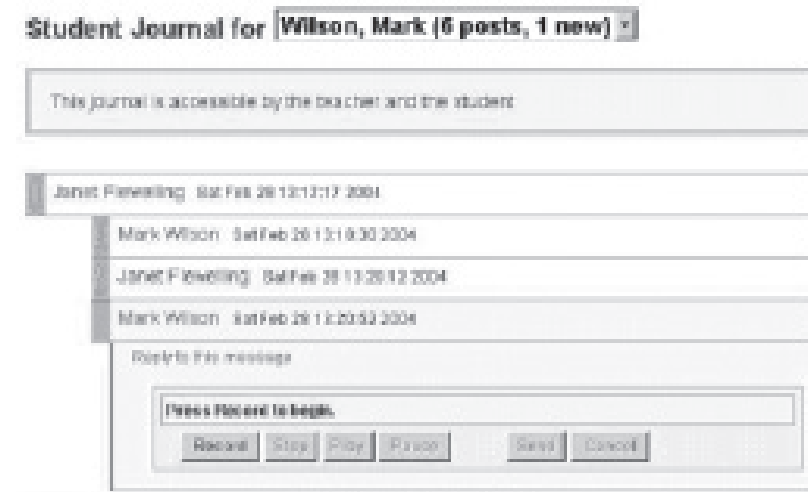 Student Journal for Wilson, Mark (6 posts, 1 new)
This journal is accessible by the teacher and the student
Janet Flewelling Sat Feb 28 13:17:17 2004
Mark Wilson Sat Feb 28 13:18:30 2004
Janet Flewelling Sat Feb 28 13:20:12 2004
Mark Wilson Sat Feb 28 13:20:52 2004
Reply to this message
Press Record to begin.
Record Stop Play Pause Send Cancel